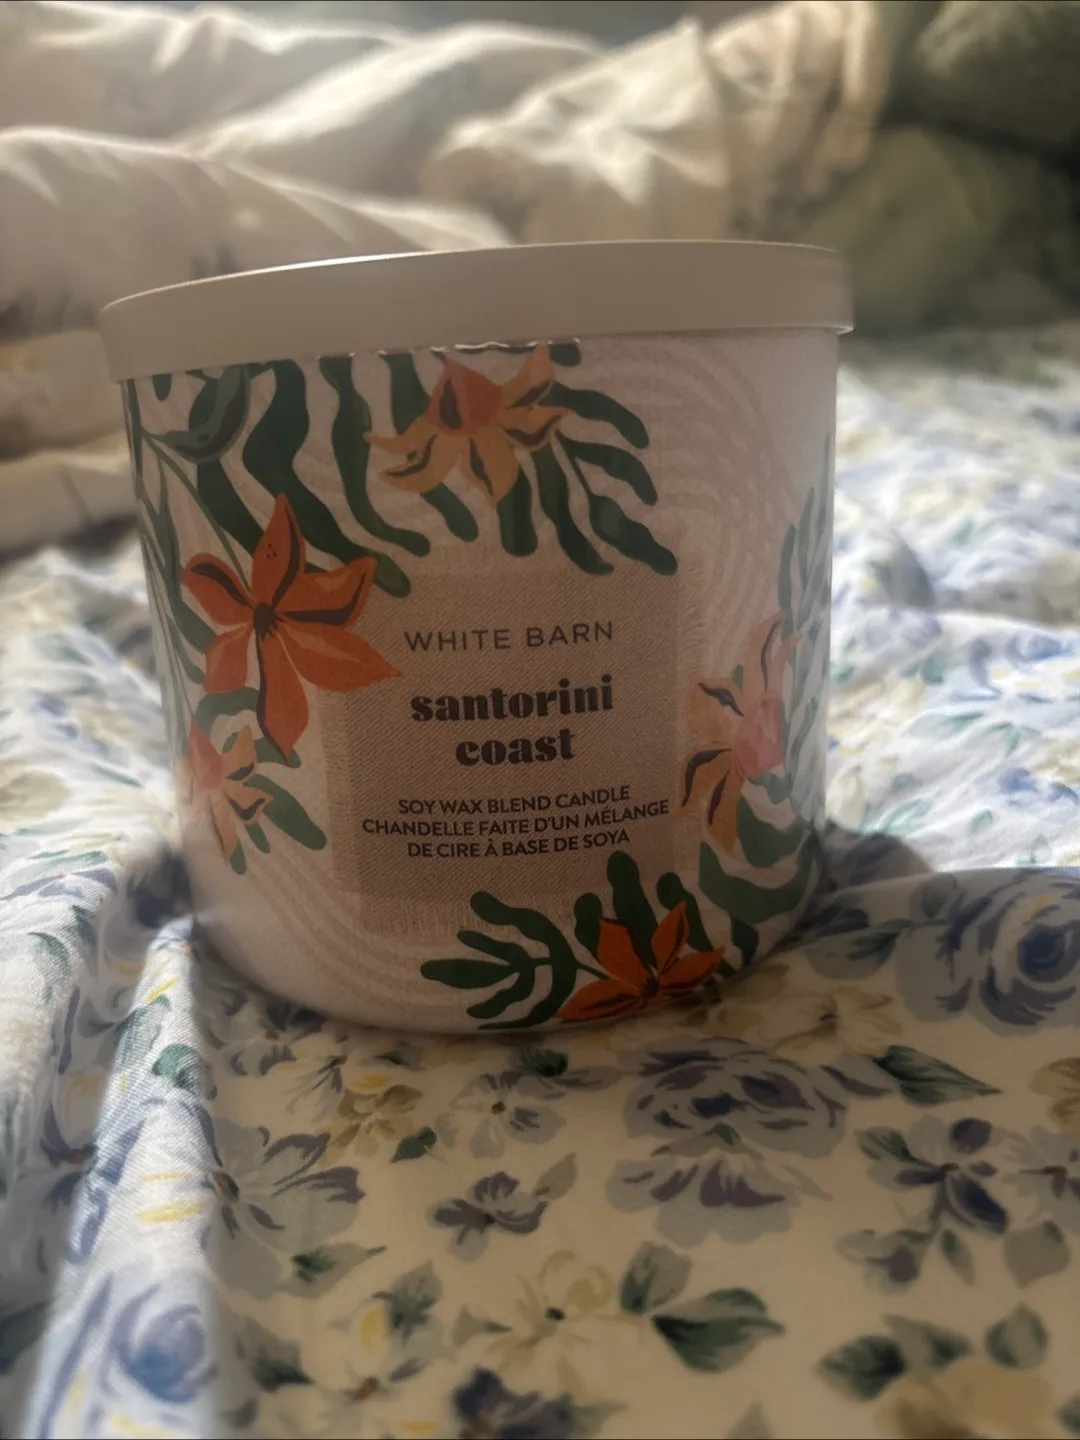 WHITE BARN
santorini
coast
SOY WAX BLEND CANDLE
CHANDELLE FAITE D'UN MÉLANGE
DE CIRE À BASE DE SOYA